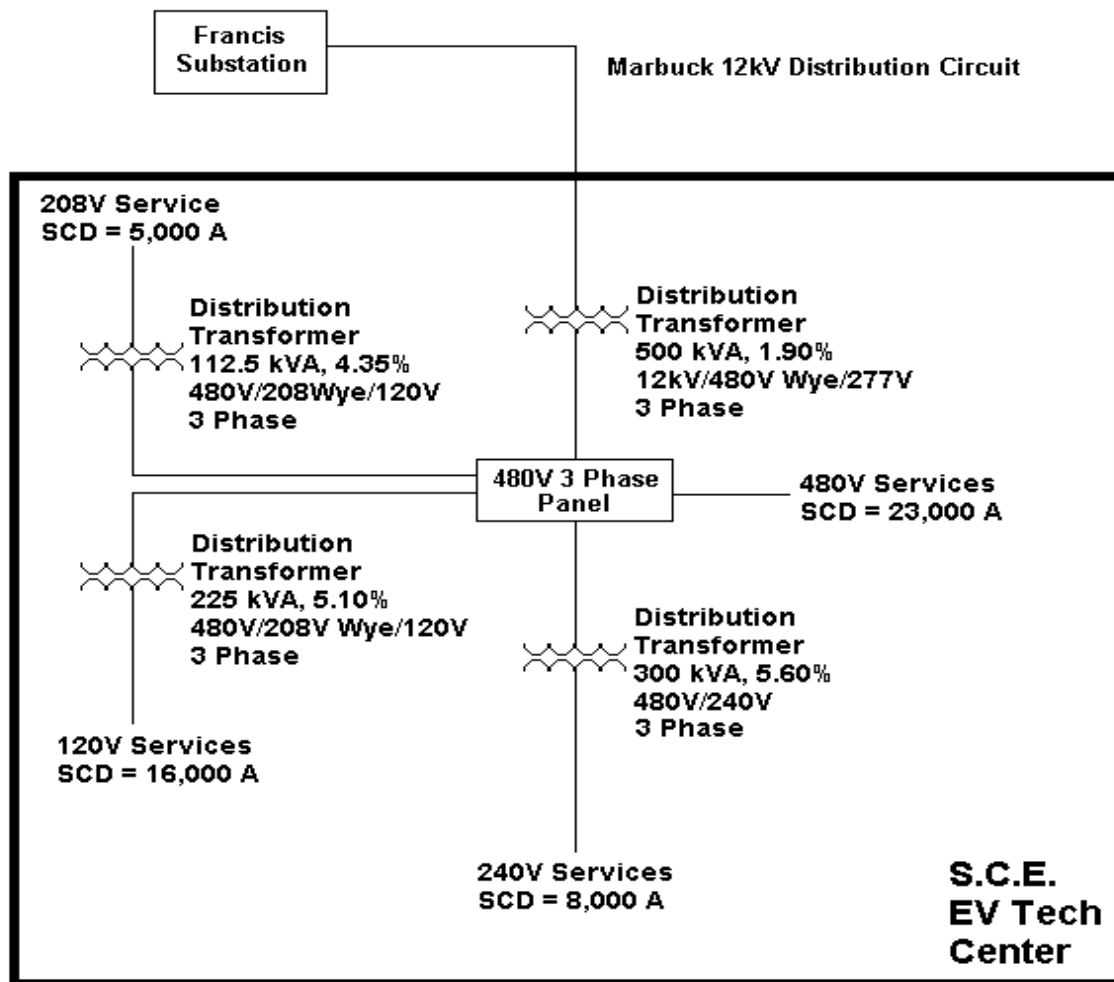 Francis
Substation
Marbuck 12kV Distribution Circuit
208V Service
SCD = 5,000 A
Distribution
Transformer
112.5 kVA, 4.35%
480V/208Wye/120V
3 Phase
Distribution
Transformer
500 kVA, 1.90%
12kV/480V Wye/277V
3 Phase
480V 3 Phase
Panel
480V Services
SCD = 23,000 A
Distribution
Transformer
225 kVA, 5.10%
480V/208V Wye/120V
3 Phase
Distribution
Transformer
300 kVA, 5.60%
480V/240V
3 Phase
120V Services
SCD = 16,000 A
240V Services
SCD = 8,000 A
S.C.E.
EV Tech
Center